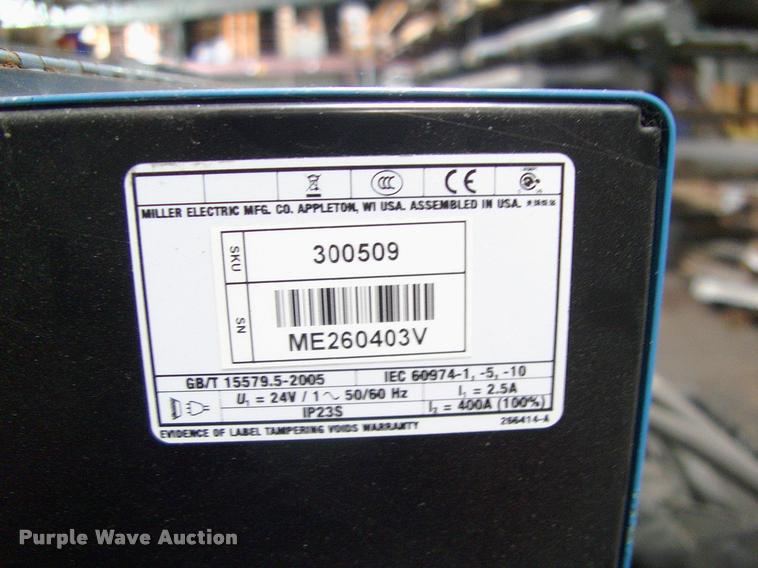 CE
MILLER ELECTRIC MFG. CO. APPLETON, WI USA. ASSEMBLED IN USA.
SKU 300509
SN ME260403V
GB/T 15579.5-2005 IEC 60974-1, -5, -10
U₁ = 24V / 1 ~ 50/60 Hz I₁ = 2.5A
IP23S I₂ = 400A (100%)
EVIDENCE OF LABEL TAMPERING VOIDS WARRANTY 266414-A
Purple Wave Auction